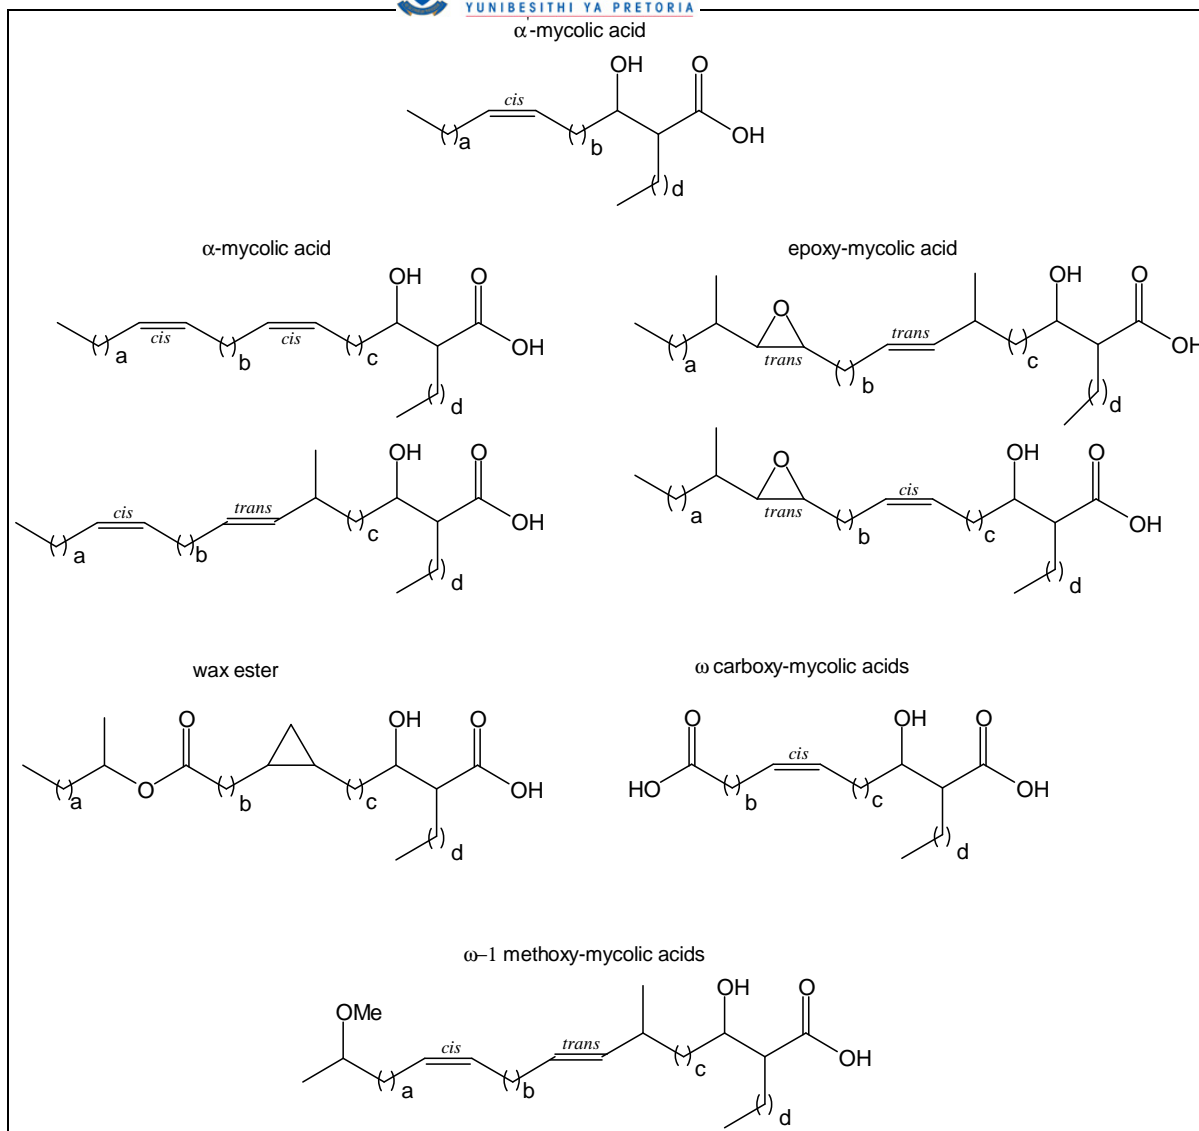 YUNIBESITHI YA PRETORIA
α'-mycolic acid
OH O
cis
OH
( )a ( )b
( )d
α-mycolic acid
OH O
cis cis
OH
( )a ( )b ( )c
( )d
epoxy-mycolic acid
O OH O
trans trans
OH
( )a ( )b ( )c
( )d
OH O
cis trans
OH
( )a ( )b ( )c
( )d
O OH O
trans cis
OH
( )a ( )b ( )c
( )d
wax ester
O OH O
O OH
( )a ( )b ( )c
( )d
ω carboxy-mycolic acids
O OH O
cis
HO OH
( )b ( )c
( )d
ω-1 methoxy-mycolic acids
OMe OH O
cis trans
OH
( )a ( )b ( )c
( )d